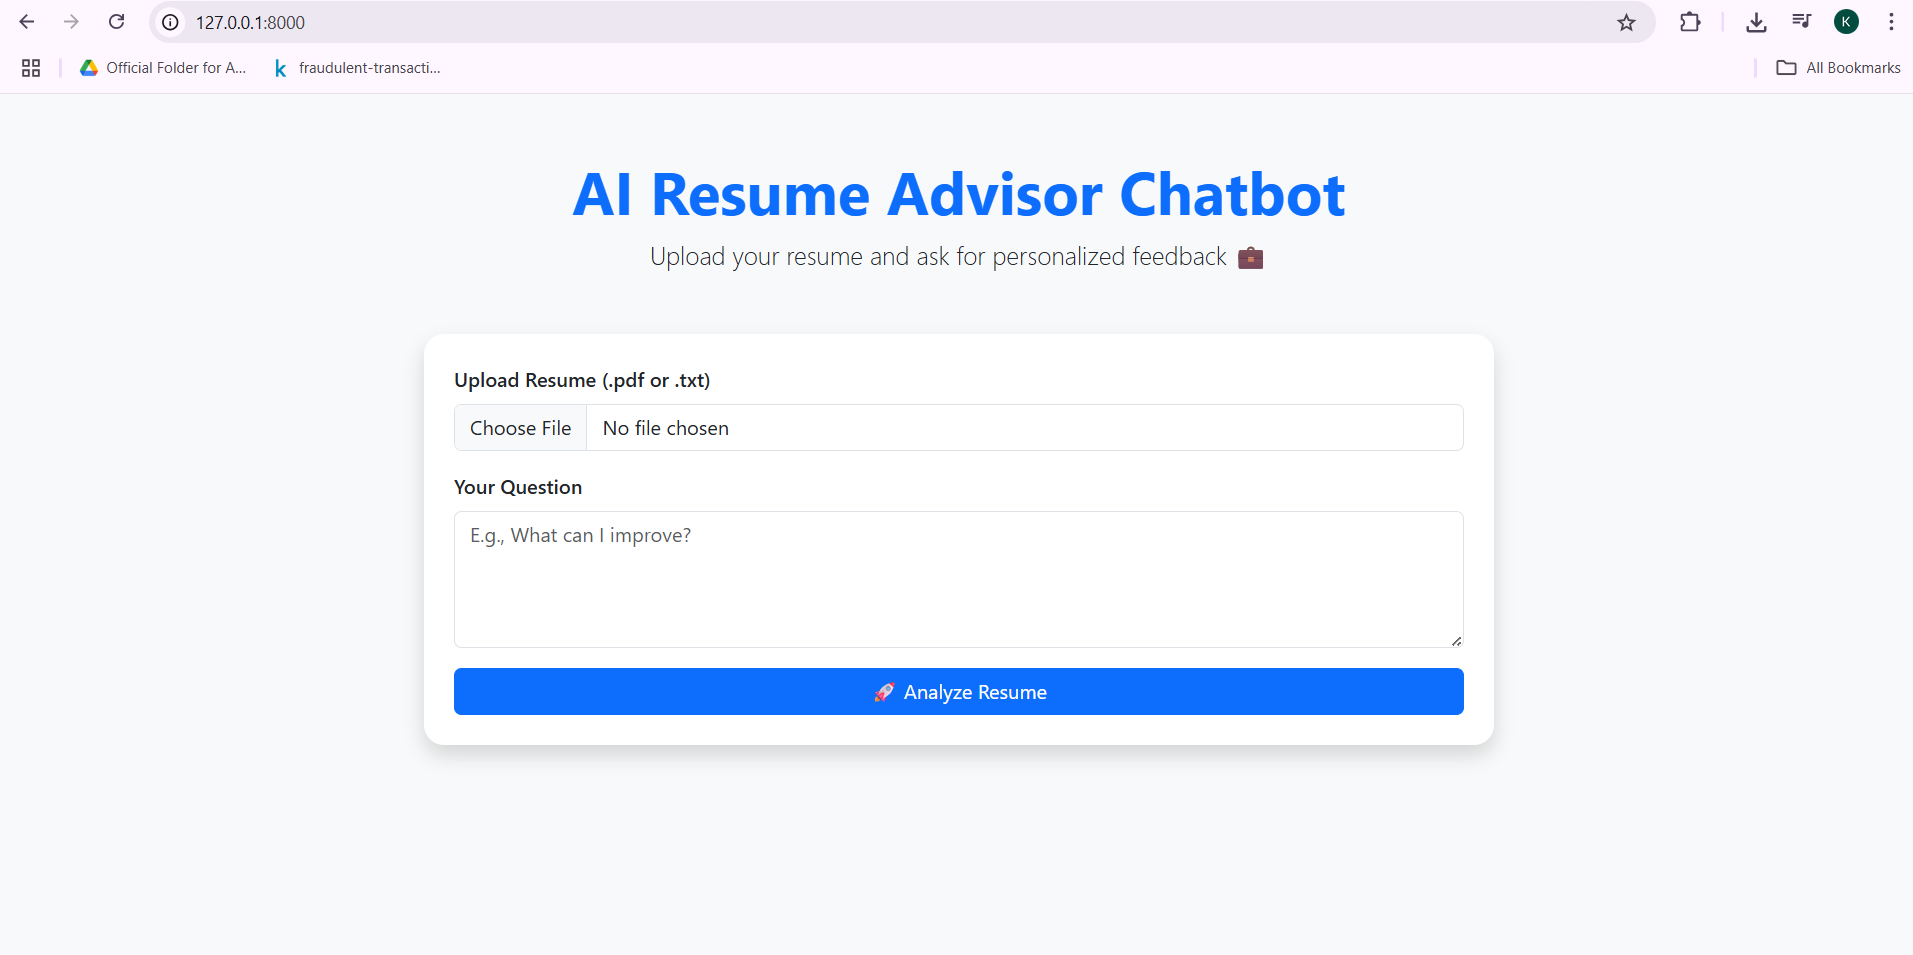 127.0.0.1:8000
K
Official Folder for A...
k fraudulent-transacti...
All Bookmarks
AI Resume Advisor Chatbot
Upload your resume and ask for personalized feedback 💼
Upload Resume (.pdf or .txt)
Choose File No file chosen
Your Question
E.g., What can I improve?
🚀 Analyze Resume